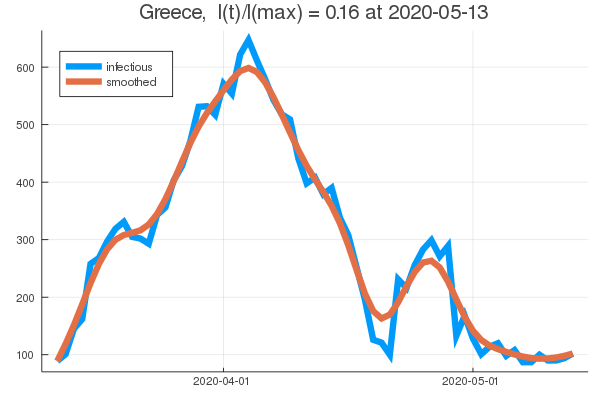 Greece,  I(t)/I(max) = 0.16 at 2020-05-13
infectious
smoothed
600
500
400
300
200
100
2020-04-01
2020-05-01